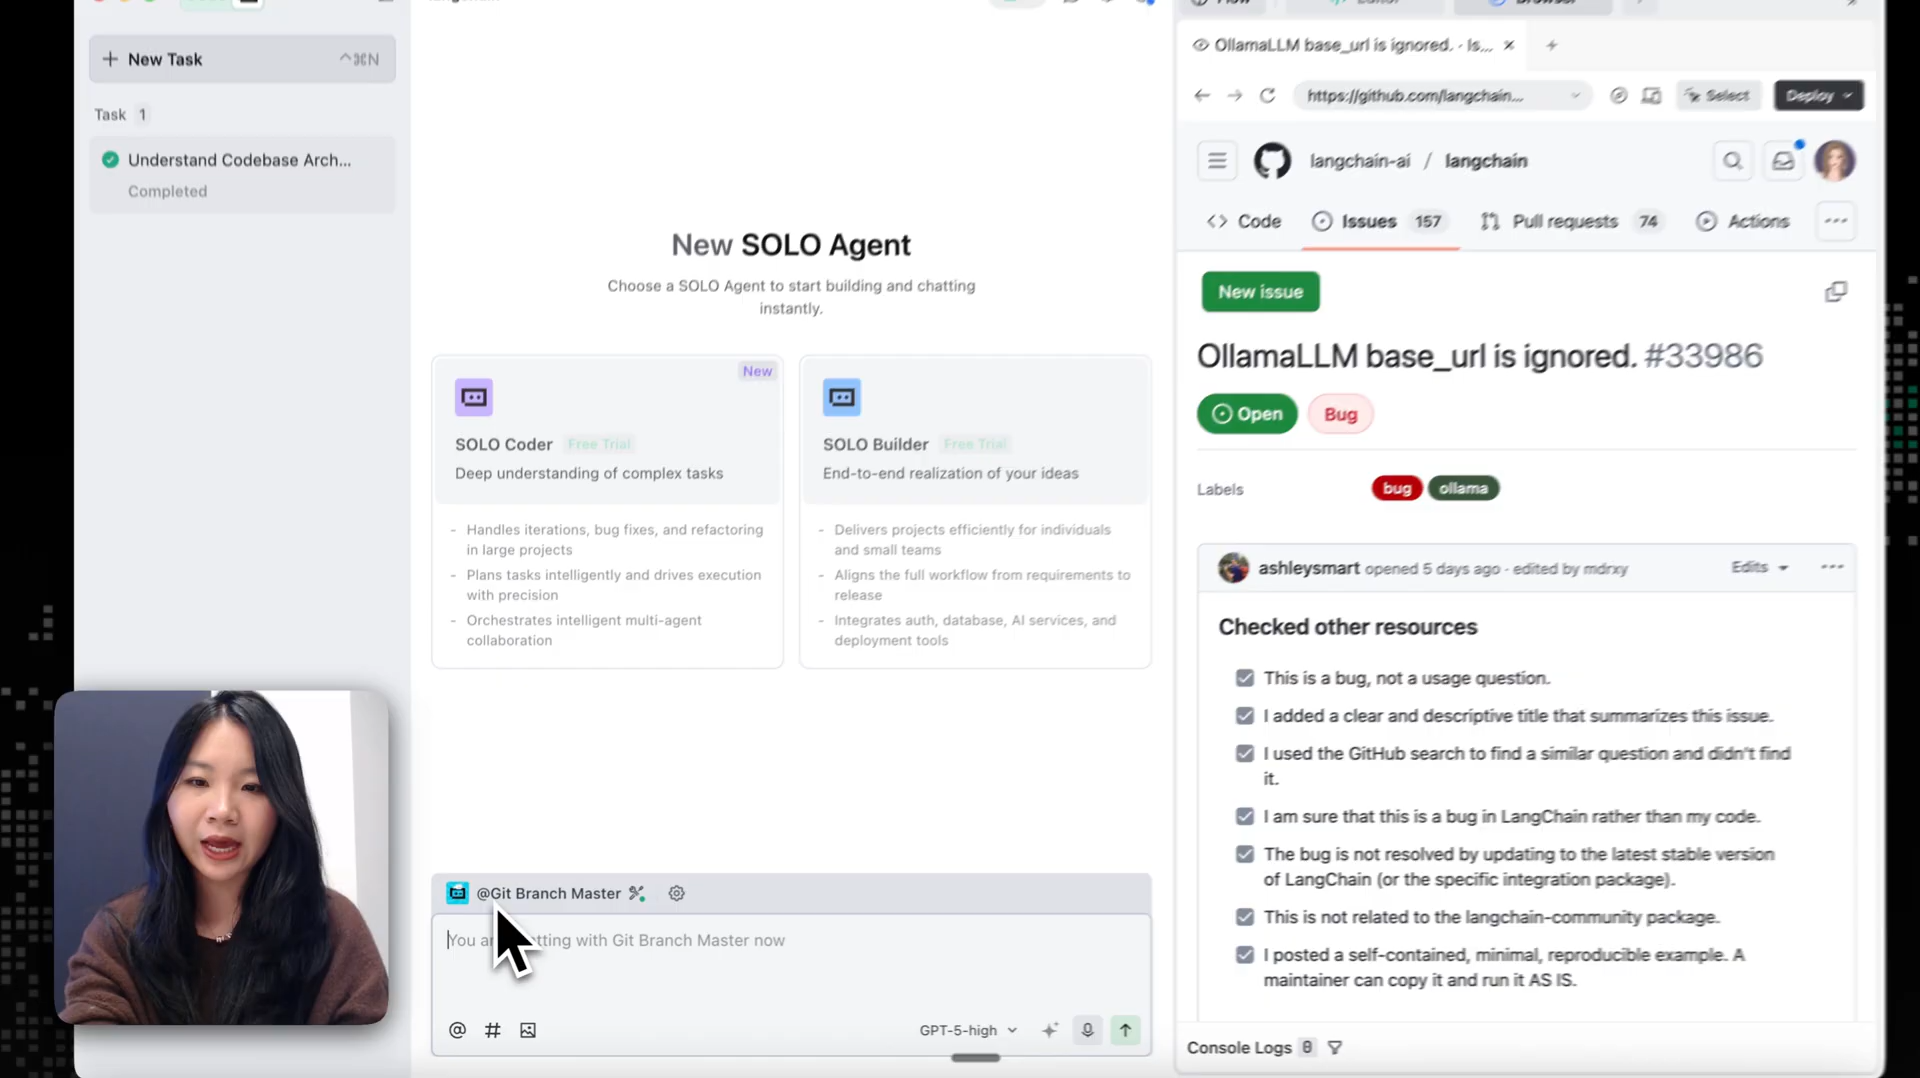 New Task
^⌘N
Task 1
Understand Codebase Arch...
Completed
New SOLO Agent
Choose a SOLO Agent to start building and chatting
instantly.
New
SOLO Coder Free Trial
Deep understanding of complex tasks
- Handles iterations, bug fixes, and refactoring
in large projects
- Plans tasks intelligently and drives execution
with precision
- Orchestrates intelligent multi-agent
collaboration
SOLO Builder Free Trial
End-to-end realization of your ideas
- Delivers projects efficiently for individuals
and small teams
- Aligns the full workflow from requirements to
release
- Integrates auth, database, AI services, and
deployment tools
@Git Branch Master
You are chatting with Git Branch Master now
GPT-5-high
OllamaLLM base_url is ignored. · Is...
https://github.com/langchain...
Select
Deploy
langchain-ai / langchain
Code
Issues 157
Pull requests 74
Actions
New issue
OllamaLLM base_url is ignored. #33986
Open
Bug
Labels
bug
ollama
ashleysmart opened 5 days ago · edited by mdrxy
Edits
Checked other resources
This is a bug, not a usage question.
I added a clear and descriptive title that summarizes this issue.
I used the GitHub search to find a similar question and didn't find
it.
I am sure that this is a bug in LangChain rather than my code.
The bug is not resolved by updating to the latest stable version
of LangChain (or the specific integration package).
This is not related to the langchain-community package.
I posted a self-contained, minimal, reproducible example. A
maintainer can copy it and run it AS IS.
Console Logs 8